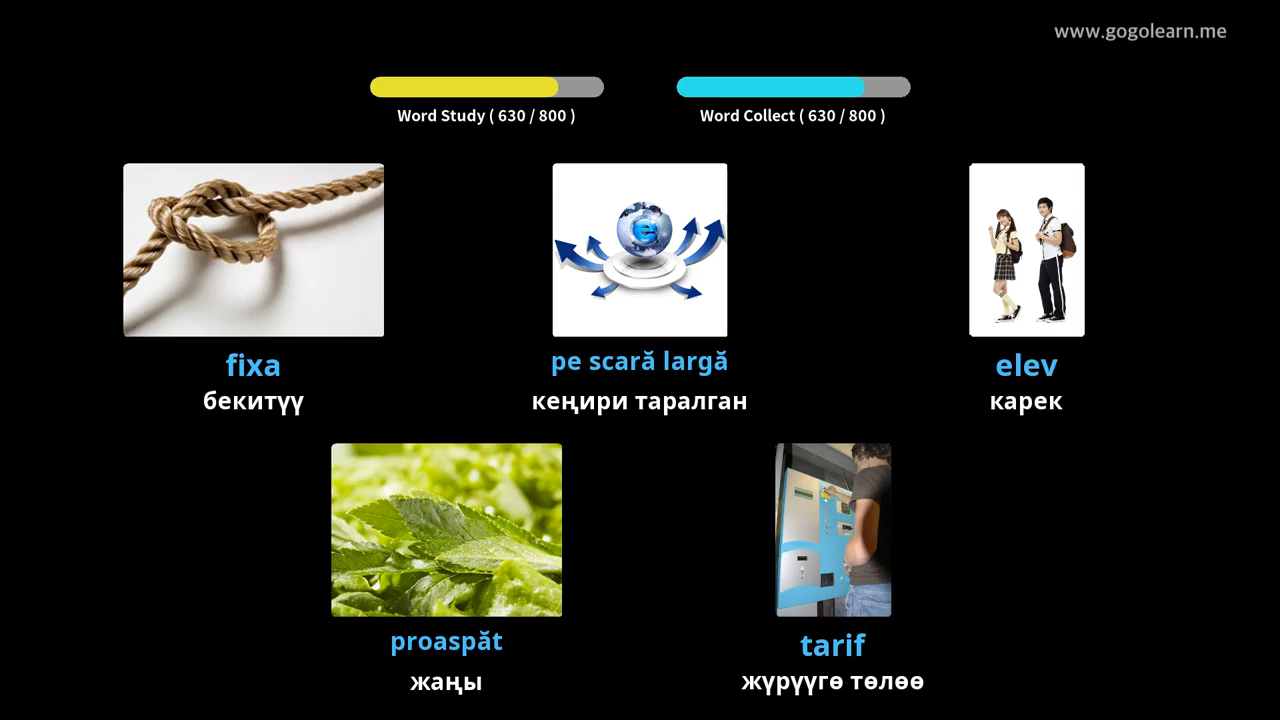 www.gogolearn.me
Word Study ( 630 / 800 )
Word Collect ( 630 / 800 )
fixa
бекитүү
pe scară largă
кеңири таралган
elev
карек
proaspăt
жаңы
tarif
жүрүүгө төлөө